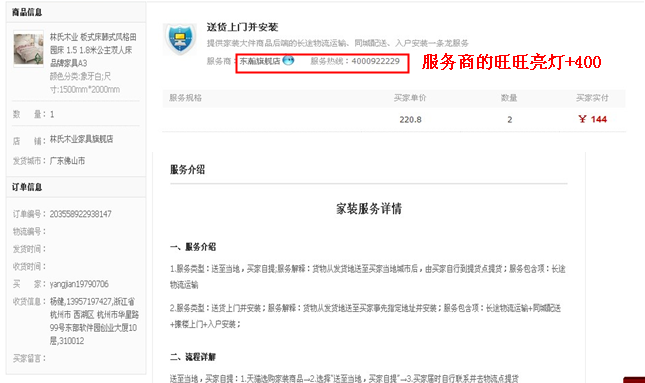 商品信息
林氏木业 板式床韩式风格田园床 1.5 1.8米公主双人床品牌家具A3
颜色分类:象牙白;尺寸:1500mm*2000mm
数 量：1
店 铺：林氏木业家具旗舰店
发货城市：广东佛山市
订单信息
订单编号：203558922938147
物流编号：
发货时间：
收货时间：
买 家：yangjian19790706
收货信息：杨健,13957197427,浙江省 杭州市 西湖区 杭州市华星路99号东部软件园创业大厦10层,310012
买家留言：
送货上门并安装
提供家装大件商品后端的长途物流运输、同城配送、入户安装一条龙服务
服务商：东瀚旗舰店 服务热线：4000922229
服务商的旺旺亮灯+400
服务规格 买家单价 数量 买家实付
220.8 2 ￥ 144
服务介绍
家装服务详情
一、服务介绍
1.服务类型：送至当地，买家自提;服务解释：货物从发货地送至买家当地城市后，由买家自行到提货点提货；服务包含项：长途物流运输
2.服务类型：送货上门并安装；服务解释：货物从发货地送至买家事先指定地址并安装；服务包含项：长途物流运输+同城配送+搬楼上门+入户安装；
二、流程详解
送至当地，买家自提：1.天猫选购家装商品→2.选择"送至当地，买家自提"→3.买家届时自行联系并去物流点提货